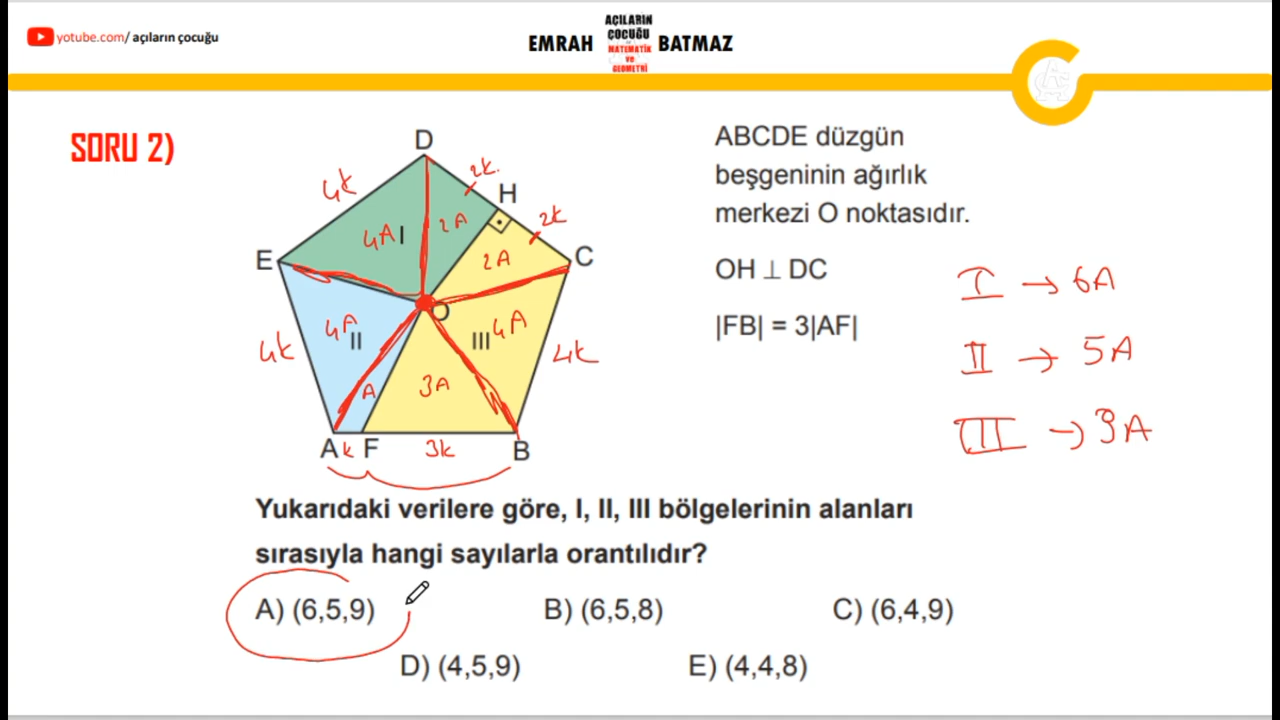 yotube.com/ açıların çocuğu
EMRAH
AÇILARIN
ÇOCUĞU
MATEMATİK
ve
GEOMETRİ
BATMAZ
SORU 2)
ABCDE düzgün
beşgeninin ağırlık
merkezi O noktasıdır.
OH ⊥ DC
|FB| = 3|AF|
D
4k
2k.
H
2k
4A I
2A
E
2A
C
O
4A
II
III
4A
4k
4k
A
3A
A k F
3k
B
I → 6A
II → 5A
III → 3A
Yukarıdaki verilere göre, I, II, III bölgelerinin alanları
sırasıyla hangi sayılarla orantılıdır?
A) (6,5,9) B) (6,5,8) C) (6,4,9)
D) (4,5,9) E) (4,4,8)